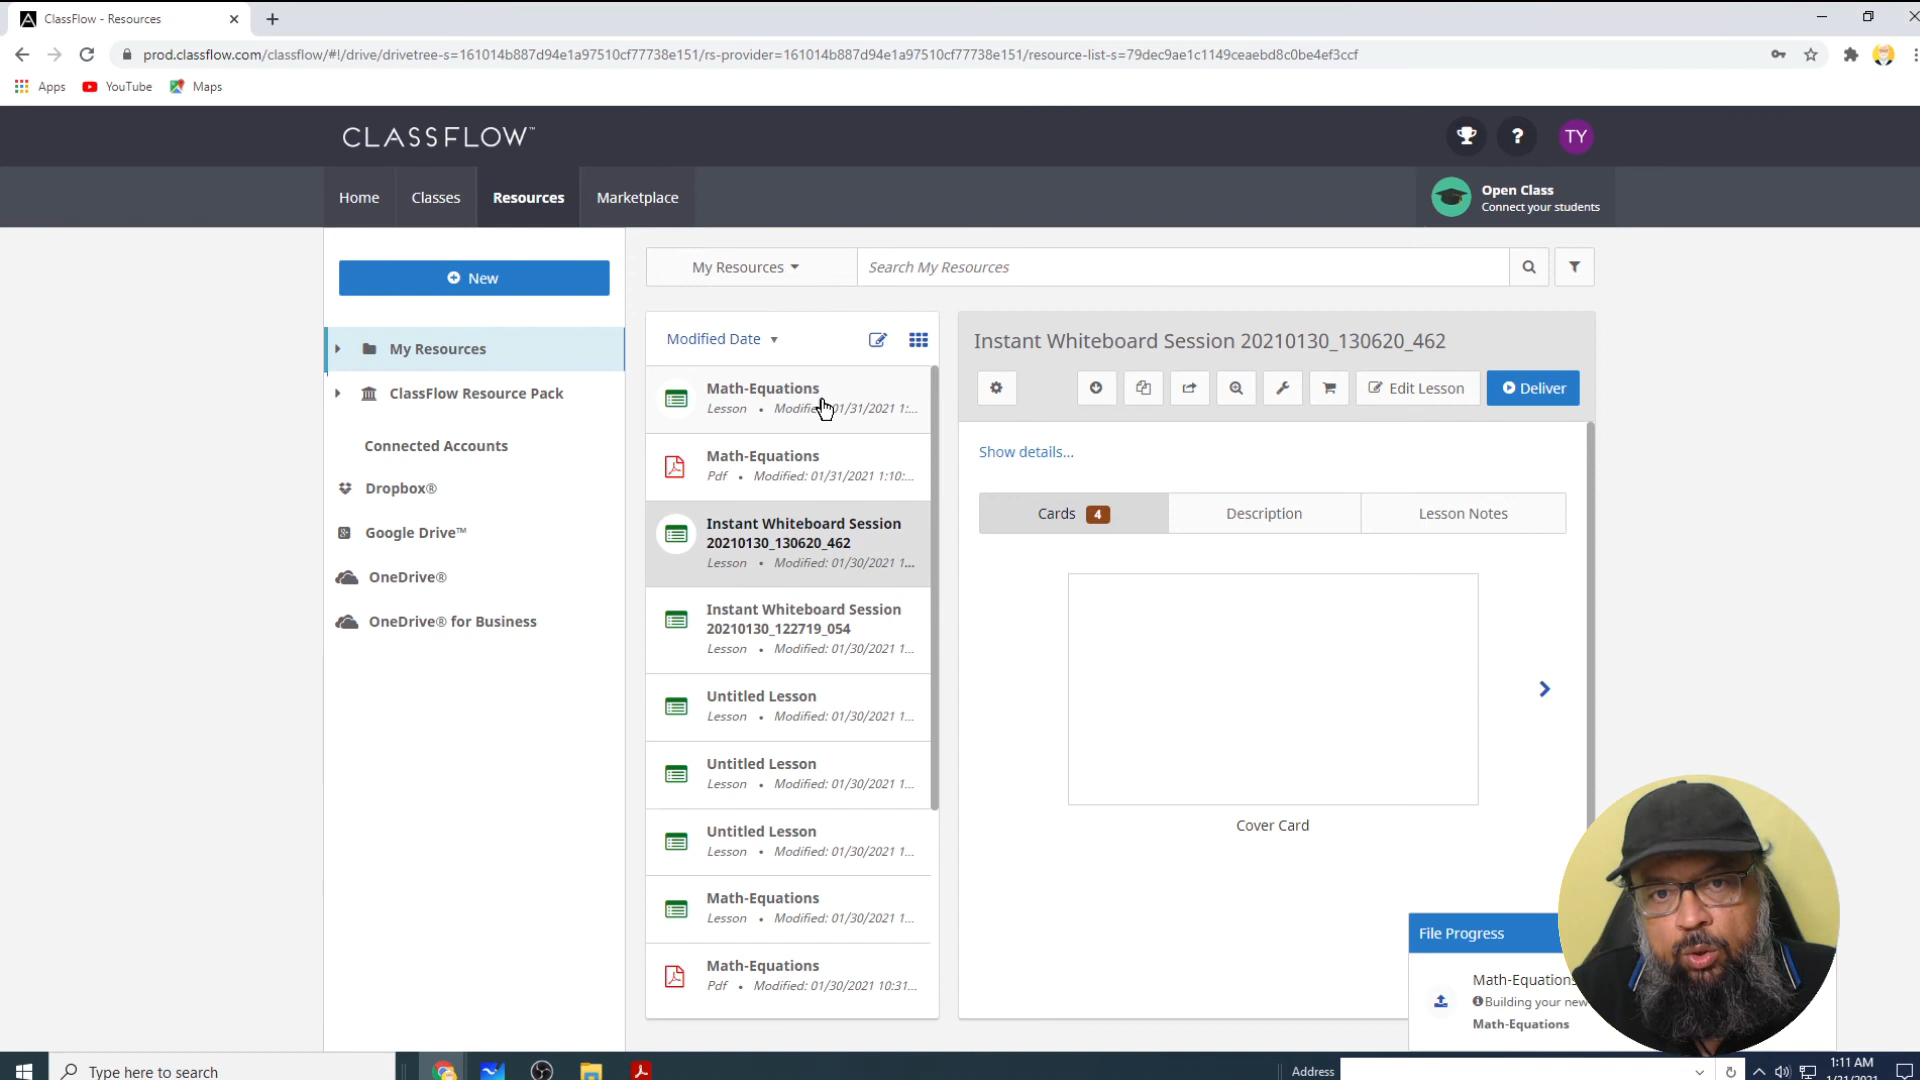 ClassFlow - Resources
prod.classflow.com/classflow/#!/drive/drivetree-s=161014b887d94e1a97510cf77738e151/rs-provider=161014b887d94e1a97510cf77738e151/resource-list-s=79dec9ae1c1149ceaebd8c0be4ef3ccf
Apps YouTube Maps
CLASSFLOW™
? TY
Home Classes Resources Marketplace
Open Class
Connect your students
New
My Resources
ClassFlow Resource Pack
Connected Accounts
Dropbox®
Google Drive™
OneDrive®
OneDrive® for Business
My Resources Search My Resources
Modified Date
Math-Equations
Lesson • Modified: 01/31/2021 1:...
Math-Equations
Pdf • Modified: 01/31/2021 1:10:...
Instant Whiteboard Session
20210130_130620_462
Lesson • Modified: 01/30/2021 1...
Instant Whiteboard Session
20210130_122719_054
Lesson • Modified: 01/30/2021 1...
Untitled Lesson
Lesson • Modified: 01/30/2021 1...
Untitled Lesson
Lesson • Modified: 01/30/2021 1...
Untitled Lesson
Lesson • Modified: 01/30/2021 1...
Math-Equations
Lesson • Modified: 01/30/2021 1...
Math-Equations
Pdf • Modified: 01/30/2021 10:31...
Instant Whiteboard Session 20210130_130620_462
Edit Lesson Deliver
Show details...
Cards 4 Description Lesson Notes
Cover Card
File Progress
Math-Equations
Building your new
Math-Equations
Type here to search
Address
1:11 AM